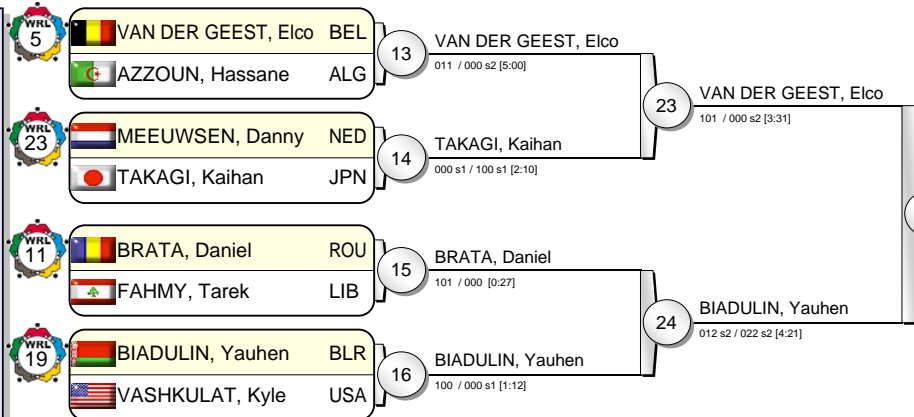 WRL
5
VAN DER GEEST, Elco BEL
AZZOUN, Hassane ALG
13
VAN DER GEEST, Elco
011 / 000 s2 [5:00]
WRL
23
MEEUWSEN, Danny NED
TAKAGI, Kaihan JPN
14
TAKAGI, Kaihan
000 s1 / 100 s1 [2:10]
23
VAN DER GEEST, Elco
101 / 000 s2 [3:31]
WRL
11
BRATA, Daniel ROU
FAHMY, Tarek LIB
15
BRATA, Daniel
101 / 000 [0:27]
WRL
19
BIADULIN, Yauhen BLR
VASHKULAT, Kyle USA
16
BIADULIN, Yauhen
100 / 000 s1 [1:12]
24
BIADULIN, Yauhen
012 s2 / 022 s2 [4:21]